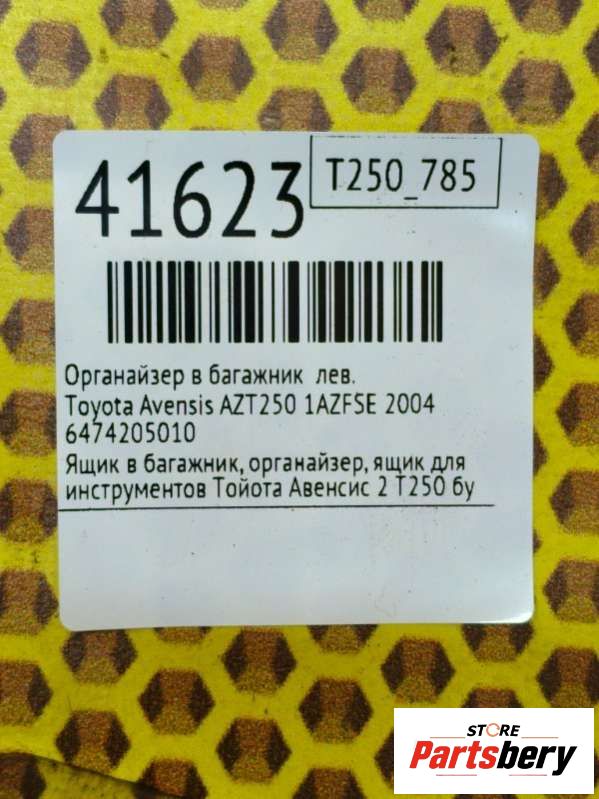 41623
T250_785
Органайзер в багажник лев.
Toyota Avensis AZT250 1AZFSE 2004
6474205010
Ящик в багажник, органайзер, ящик для
инструментов Тойота Авенсис 2 Т250 бу
STORE
Partsbery